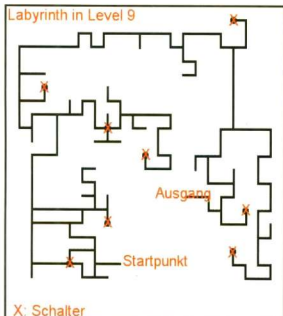 Labyrinth in Level 9
X
X
X
X
Ausgang
X
X
X
Startpunkt
X
X: Schalter